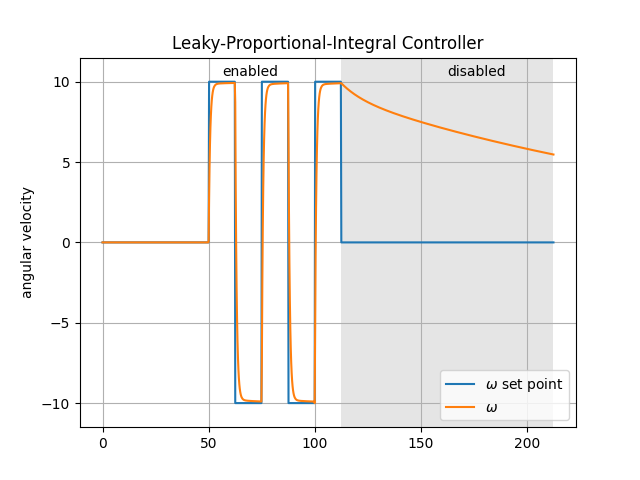 Leaky-Proportional-Integral Controller
enabled
disabled
10
5
0
−5
−10
angular velocity
ω set point
ω
0
50
100
150
200